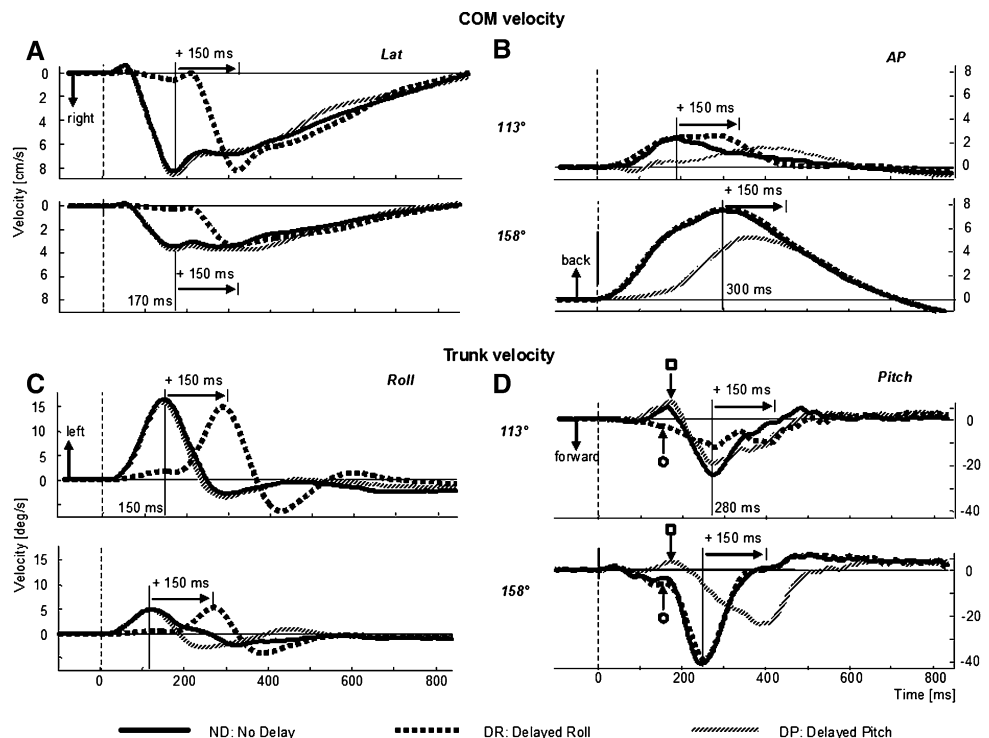 COM velocity
A
+ 150 ms
Lat
0
2
4
6
8
right
0
2
4
6
8
+ 150 ms
170 ms
Velocity [cm/s]
B
AP
113°
+ 150 ms
8
6
4
2
0
158°
+ 150 ms
back
300 ms
8
6
4
2
0
Trunk velocity
C
+ 150 ms
Roll
15
10
5
0
left
150 ms
Velocity [deg/s]
+ 150 ms
15
10
5
0
0
200
400
600
D
Pitch
113°
+ 150 ms
forward
280 ms
0
-20
-40
158°
+ 150 ms
0
-20
-40
0
200
400
600
800
Time [ms]
ND: No Delay
DR: Delayed Roll
DP: Delayed Pitch